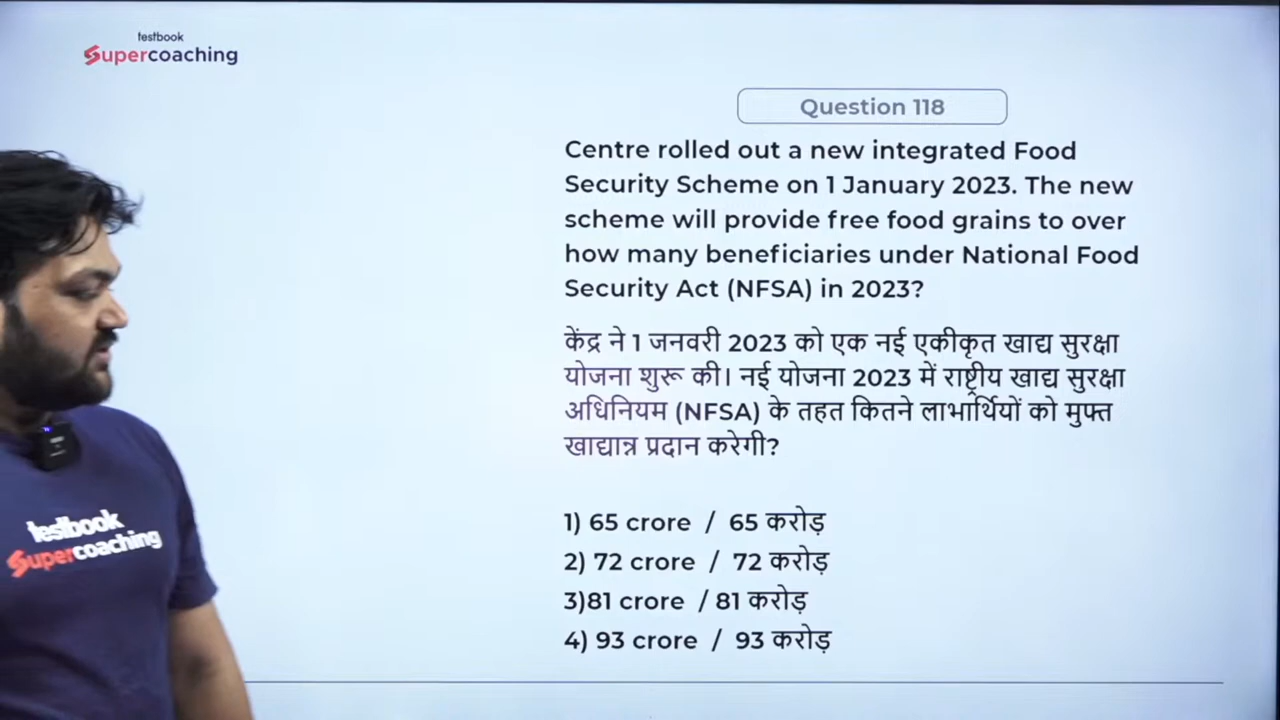 testbook
Supercoaching
Question 118
Centre rolled out a new integrated Food
Security Scheme on 1 January 2023. The new
scheme will provide free food grains to over
how many beneficiaries under National Food
Security Act (NFSA) in 2023?
केंद्र ने 1 जनवरी 2023 को एक नई एकीकृत खाद्य सुरक्षा
योजना शुरू की। नई योजना 2023 में राष्ट्रीय खाद्य सुरक्षा
अधिनियम (NFSA) के तहत कितने लाभार्थियों को मुफ्त
खाद्यान्न प्रदान करेगी?
1) 65 crore / 65 करोड़
2) 72 crore / 72 करोड़
3)81 crore / 81 करोड़
4) 93 crore / 93 करोड़
testbook
Supercoaching